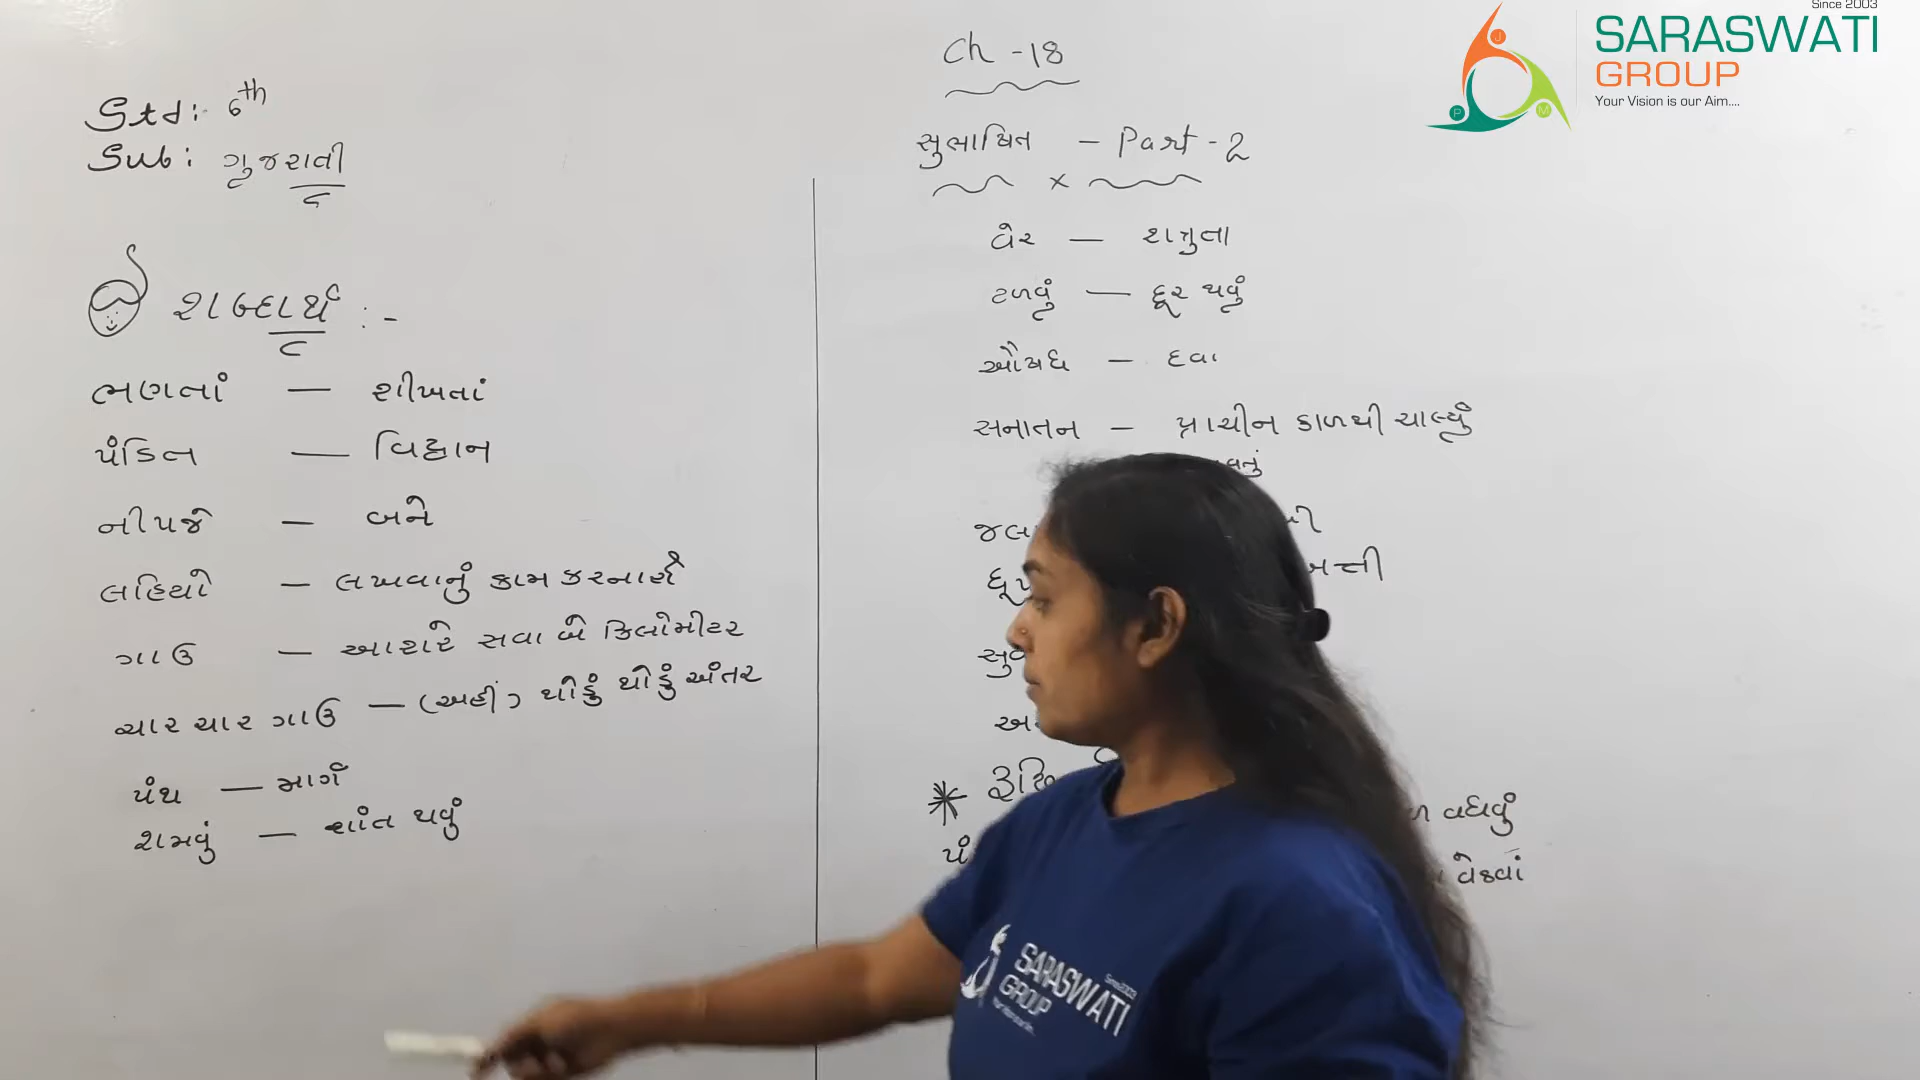 Std: 6th
Sub: ગુજરાતી
શબ્દાર્થ :-
ભણતાં — શીખતાં
પંડિત — વિદ્વાન
નીપજે — બને
લહિયો — લખવાનું કામ કરનારો
ગાઉ — આશરે સવા બે કિલોમીટર
ચાર ચાર ગાઉ — (અહીં) થોડું થોડું અંતર
પંથ — માર્ગ
શમવું — શાંત થવું
Ch - 18
સુભાષિત - Part - 2
વેર — શત્રુતા
ટળવું — દૂર થવું
ઔષધ — દવા
સનાતન — પ્રાચીન કાળથી ચાલ્યું
વધવું
વેઠવાં
Since 2003
SARASWATI
GROUP
Your Vision is our Aim....
J
P
M
SARASWATI
GROUP